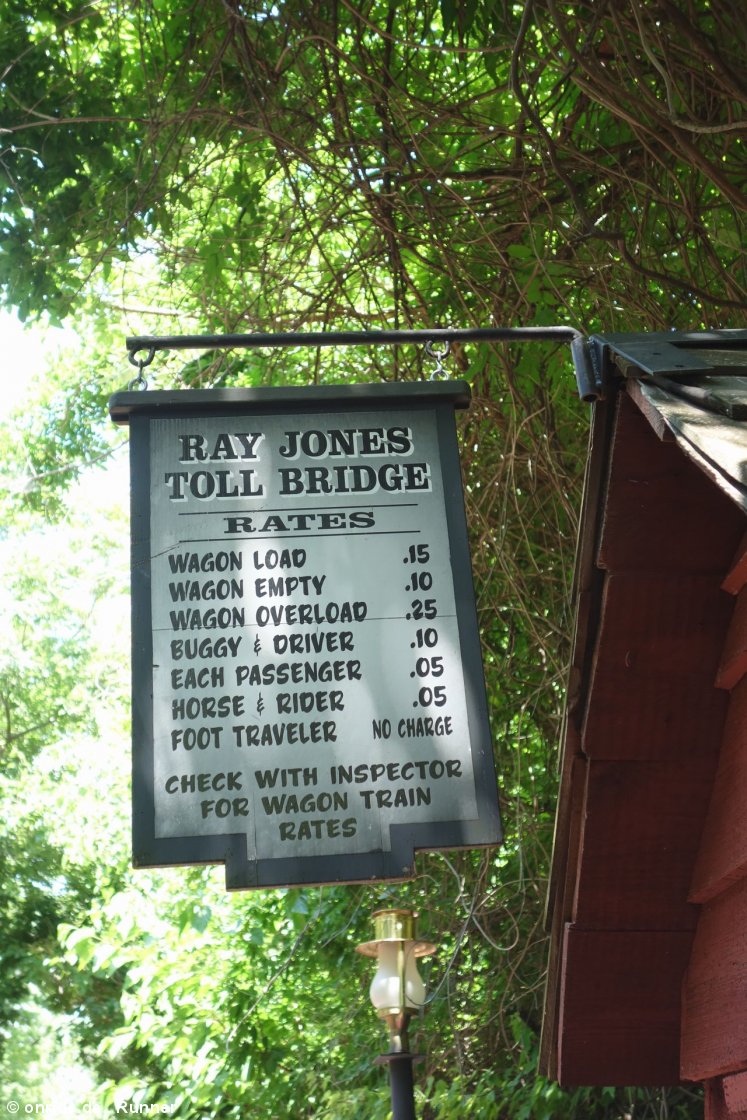 RAY JONES
TOLL BRIDGE
RATES
WAGON LOAD .15
WAGON EMPTY .10
WAGON OVERLOAD .25
BUGGY & DRIVER .10
EACH PASSENGER .05
HORSE & RIDER .05
FOOT TRAVELER NO CHARGE
CHECK WITH INSPECTOR
FOR WAGON TRAIN
RATES
© Runner